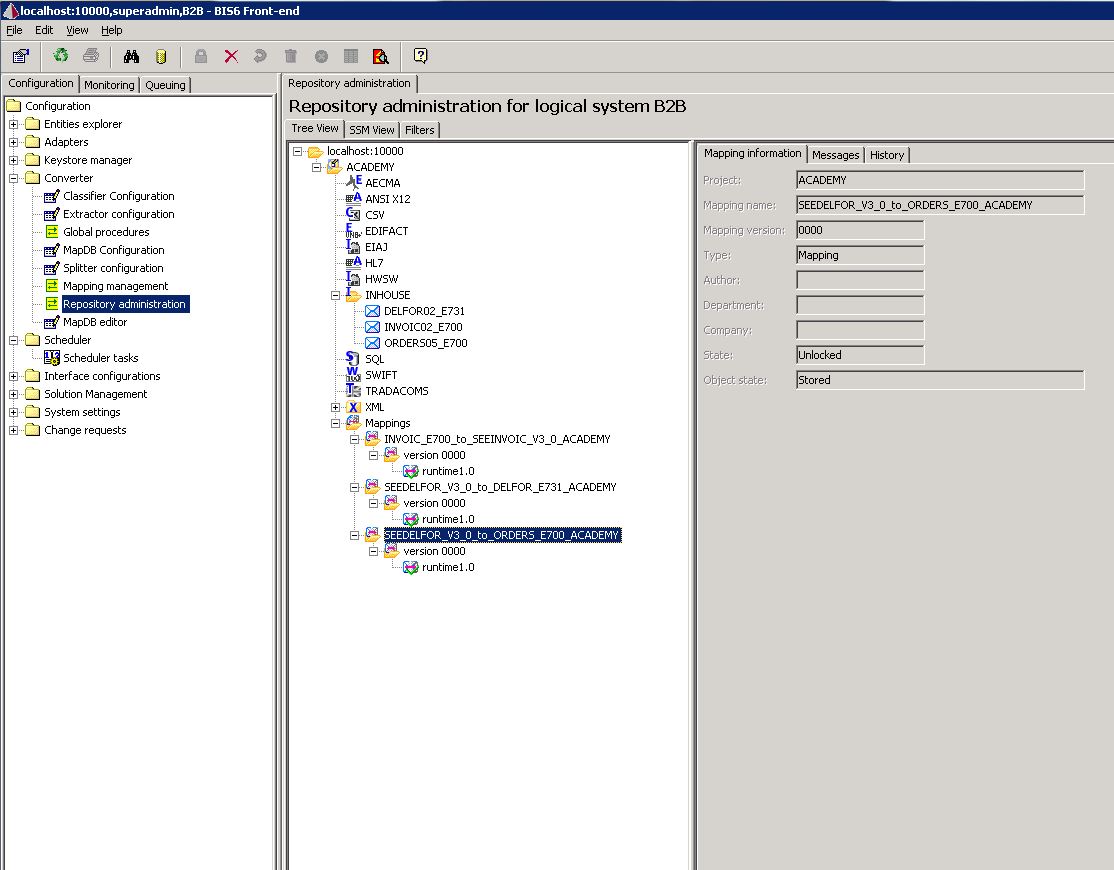 localhost:10000,superadmin,B2B - BIS6 Front-end
File Edit View Help
Configuration Monitoring Queuing
Configuration
Entities explorer
Adapters
Keystore manager
Converter
Classifier Configuration
Extractor configuration
Global procedures
MapDB Configuration
Splitter configuration
Mapping management
Repository administration
MapDB editor
Scheduler
Scheduler tasks
Interface configurations
Solution Management
System settings
Change requests
Repository administration
Repository administration for logical system B2B
Tree View SSM View Filters
localhost:10000
ACADEMY
AECMA
ANSI X12
CSV
EDIFACT
EIAJ
HL7
HWSW
INHOUSE
DELFOR02_E731
INVOIC02_E700
ORDERS05_E700
SQL
SWIFT
TRADACOMS
XML
Mappings
INVOIC_E700_to_SEEINVOIC_V3_0_ACADEMY
version 0000
runtime1.0
SEEDELFOR_V3_0_to_DELFOR_E731_ACADEMY
version 0000
runtime1.0
SEEDELFOR_V3_0_to_ORDERS_E700_ACADEMY
version 0000
runtime1.0
Mapping information Messages History
Project: ACADEMY
Mapping name: SEEDELFOR_V3_0_to_ORDERS_E700_ACADEMY
Mapping version: 0000
Type: Mapping
Author:
Department:
Company:
State: Unlocked
Object state: Stored